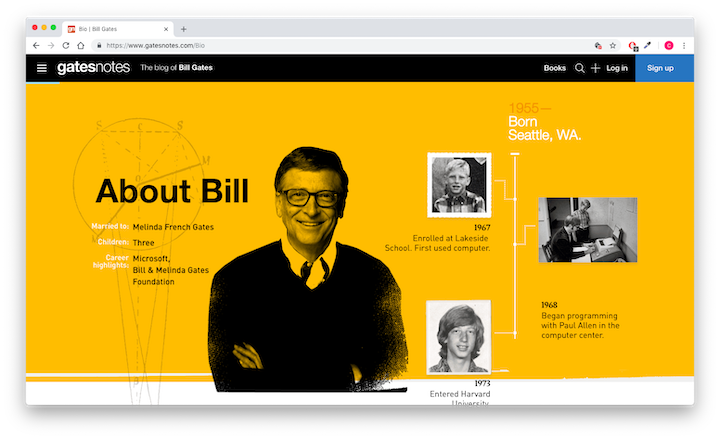 Bio | Bill Gates
https://www.gatesnotes.com/Bio
gatesnotes The blog of Bill Gates Books Log in Sign up
About Bill
Married to: Melinda French Gates
Children: Three
Career highlights: Microsoft,
Bill & Melinda Gates
Foundation
1955—
Born
Seattle, WA.
1967
Enrolled at Lakeside
School. First used computer.
1968
Began programming
with Paul Allen in the
computer center.
1973
Entered Harvard
University.